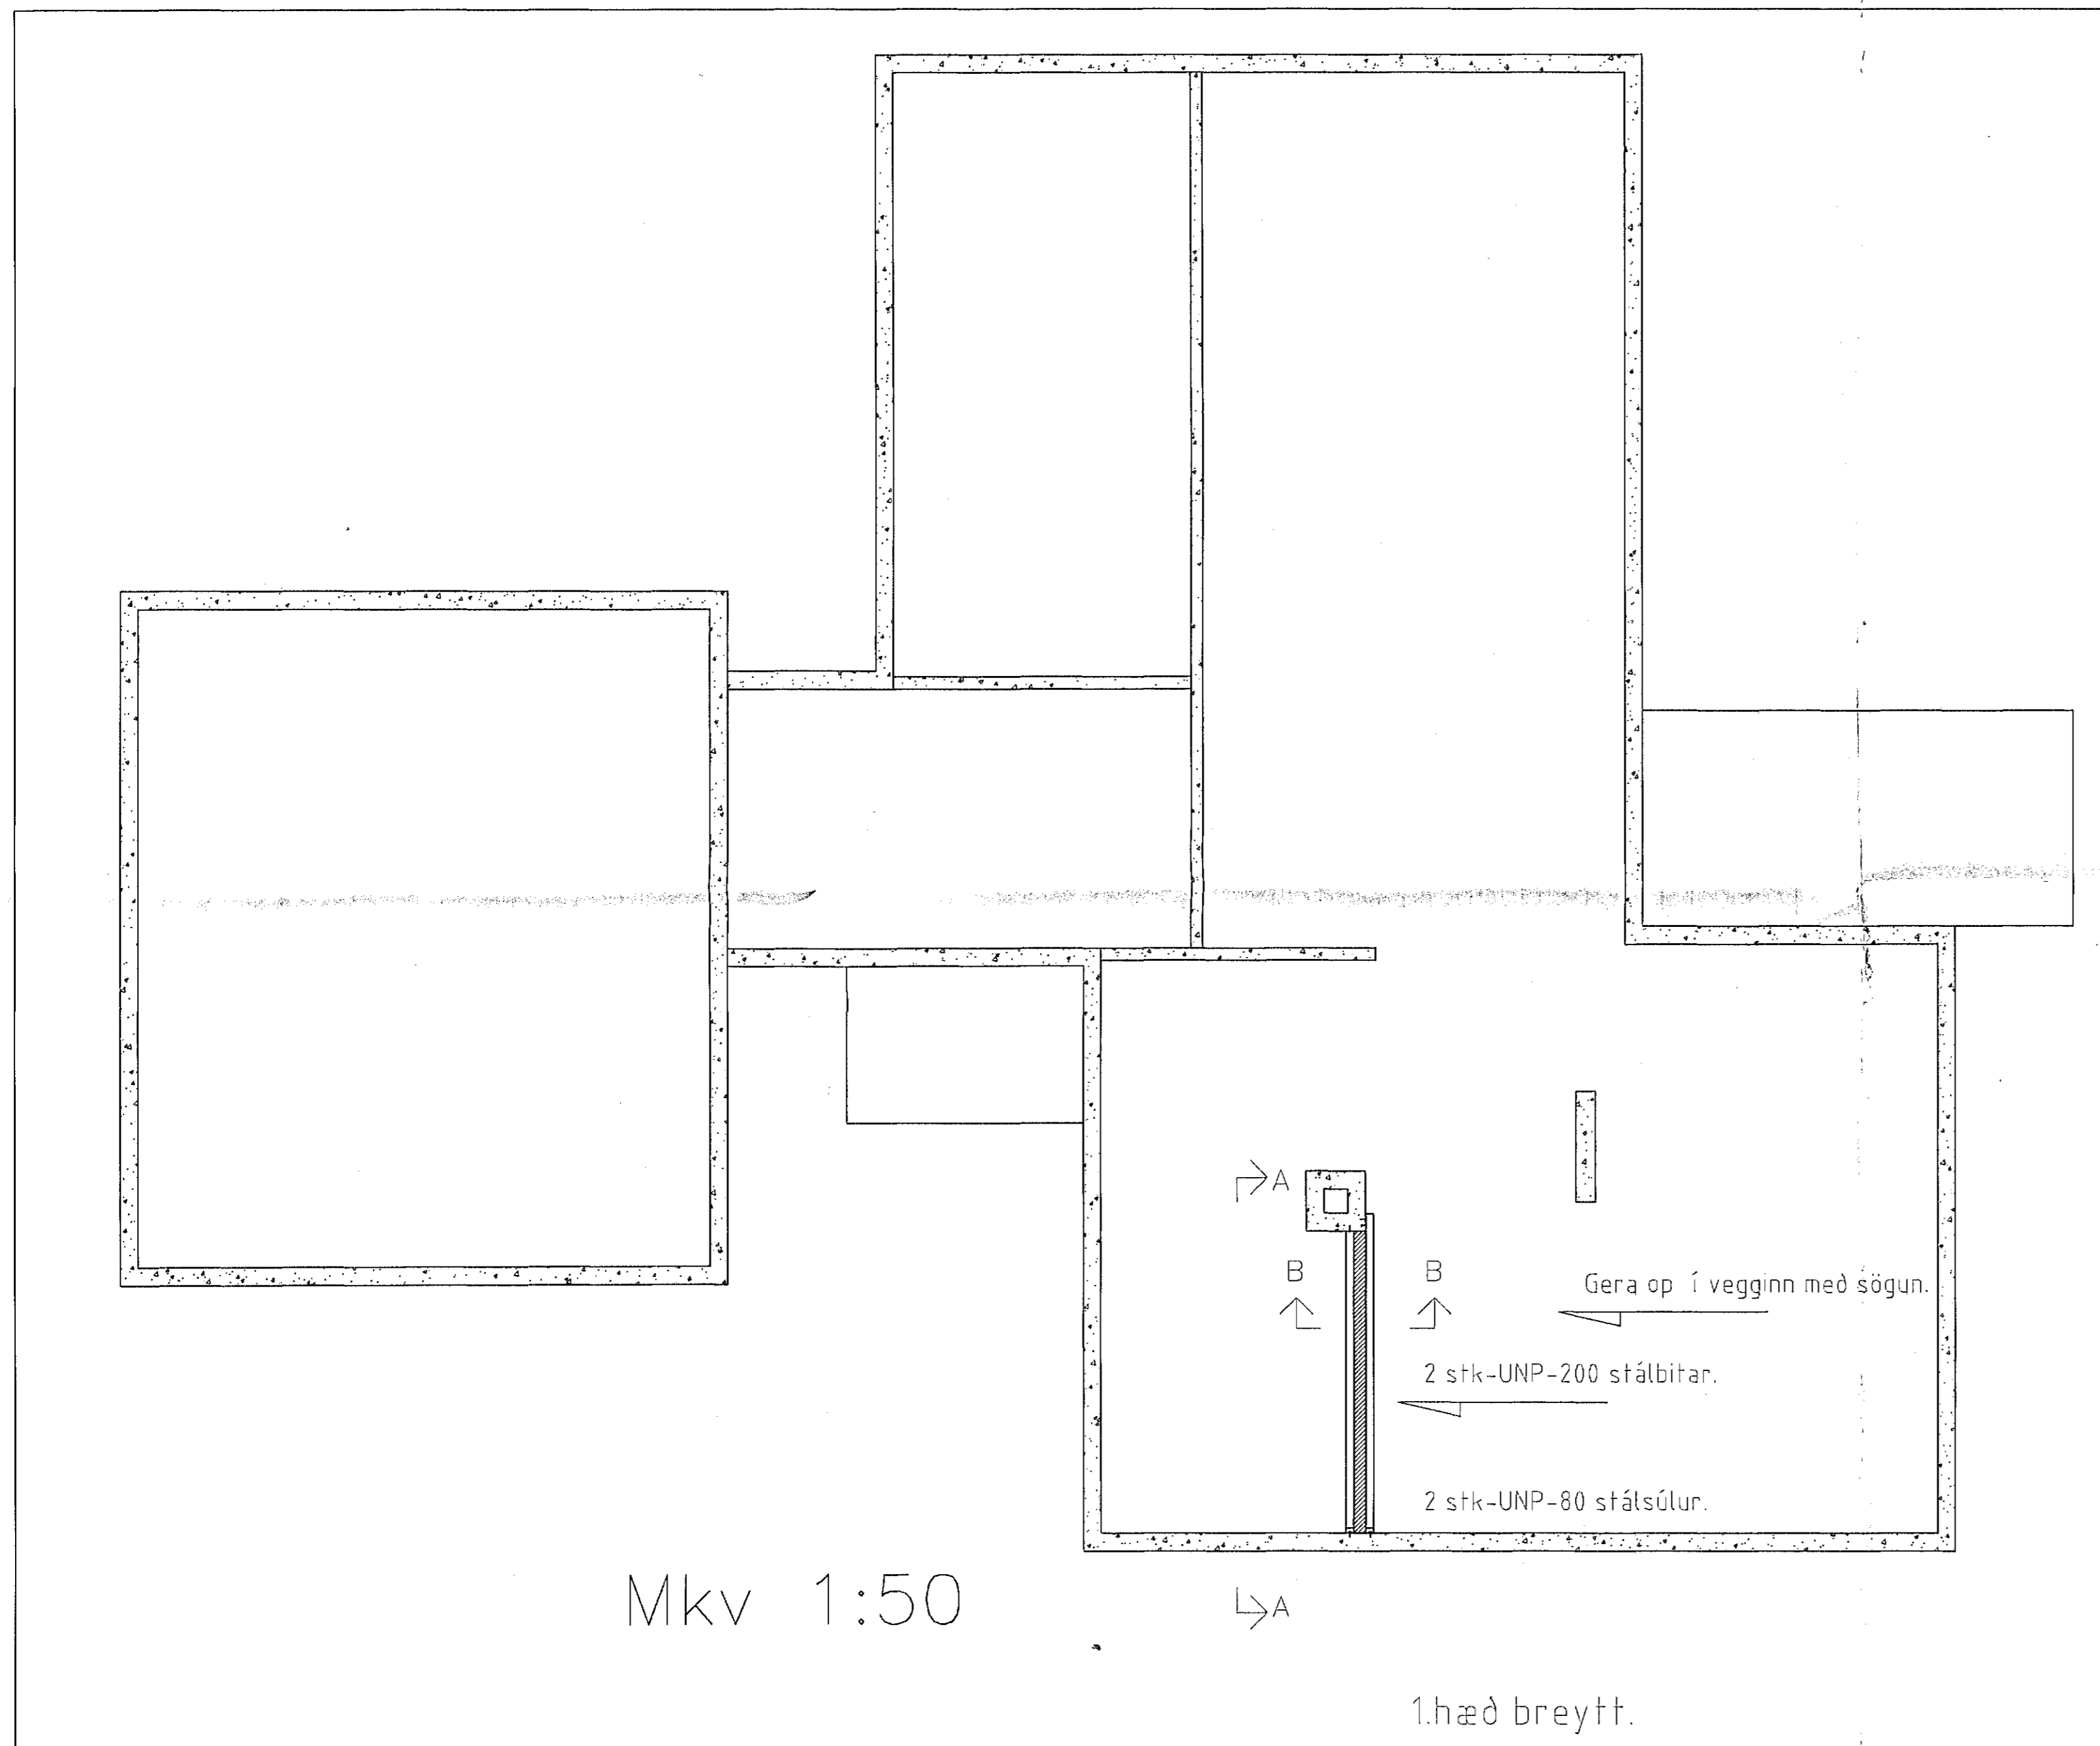 A
B B
Gera op í vegginn með sögun.
2 stk-UNP-200 stálbitar.
2 stk-UNP-80 stálsúlur.
Mkv 1:50
A
1.hæð breytt.